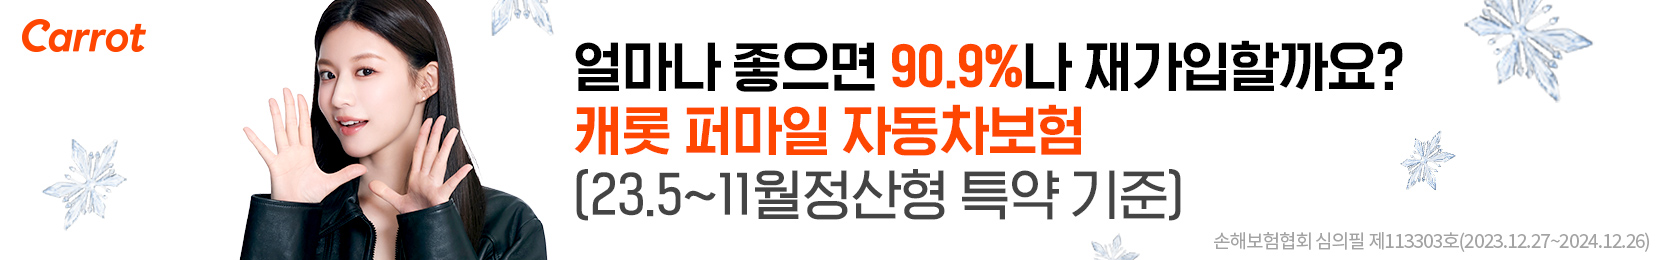 Carrot
얼마나 좋으면 90.9%나 재가입할까요?
캐롯 퍼마일 자동차보험
(23.5~11월정산형 특약 기준)
손해보험협회 심의필 제113303호(2023.12.27~2024.12.26)